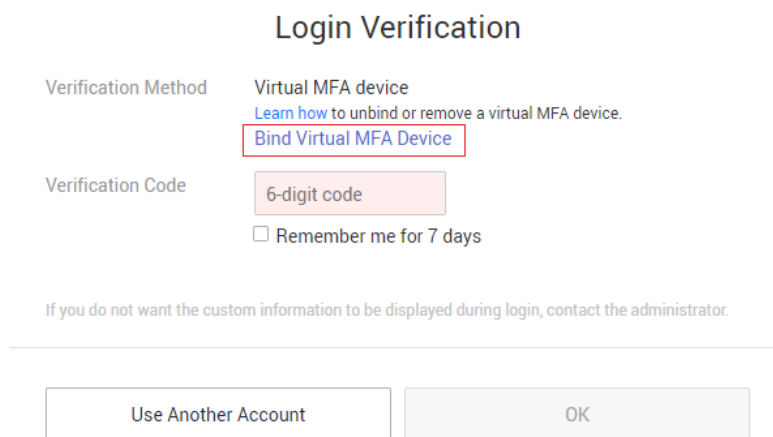 Login Verification
Verification Method
Virtual MFA device
Learn how to unbind or remove a virtual MFA device.
Bind Virtual MFA Device
Verification Code
6-digit code
Remember me for 7 days
If you do not want the custom information to be displayed during login, contact the administrator.
Use Another Account
OK